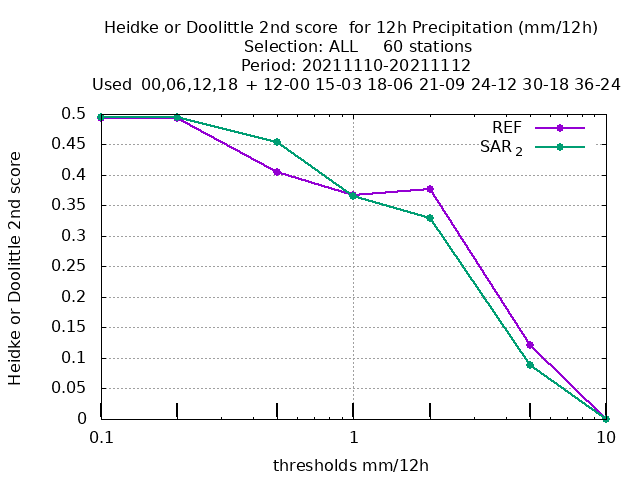 Heidke or Doolittle 2nd score  for 12h Precipitation (mm/12h)
Selection: ALL     60 stations
Period: 20211110-20211112
Used  00,06,12,18  + 12-00 15-03 18-06 21-09 24-12 30-18 36-24
REF
SAR 2
0.5
0.45
0.4
0.35
0.3
0.25
0.2
0.15
0.1
0.05
0
Heidke or Doolittle 2nd score
0.1 1 10
thresholds mm/12h